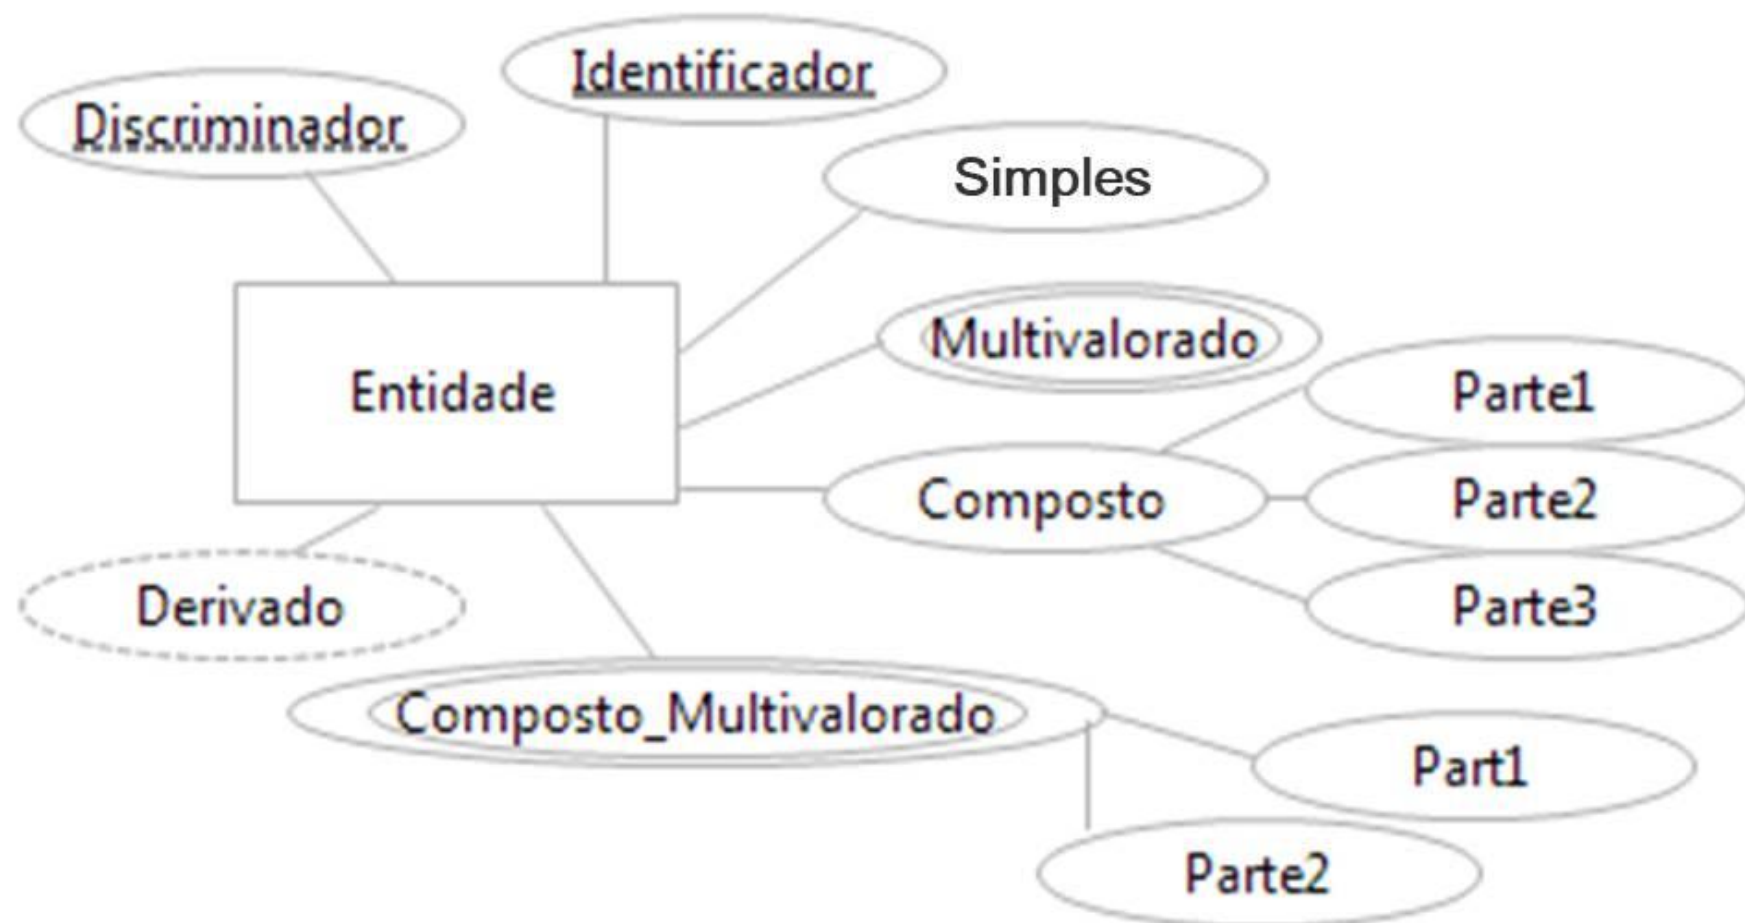 Identificador
Discriminador
Simples
Multivalorado
Entidade
Parte1
Composto
Parte2
Derivado
Parte3
Composto_Multivalorado
Part1
Parte2